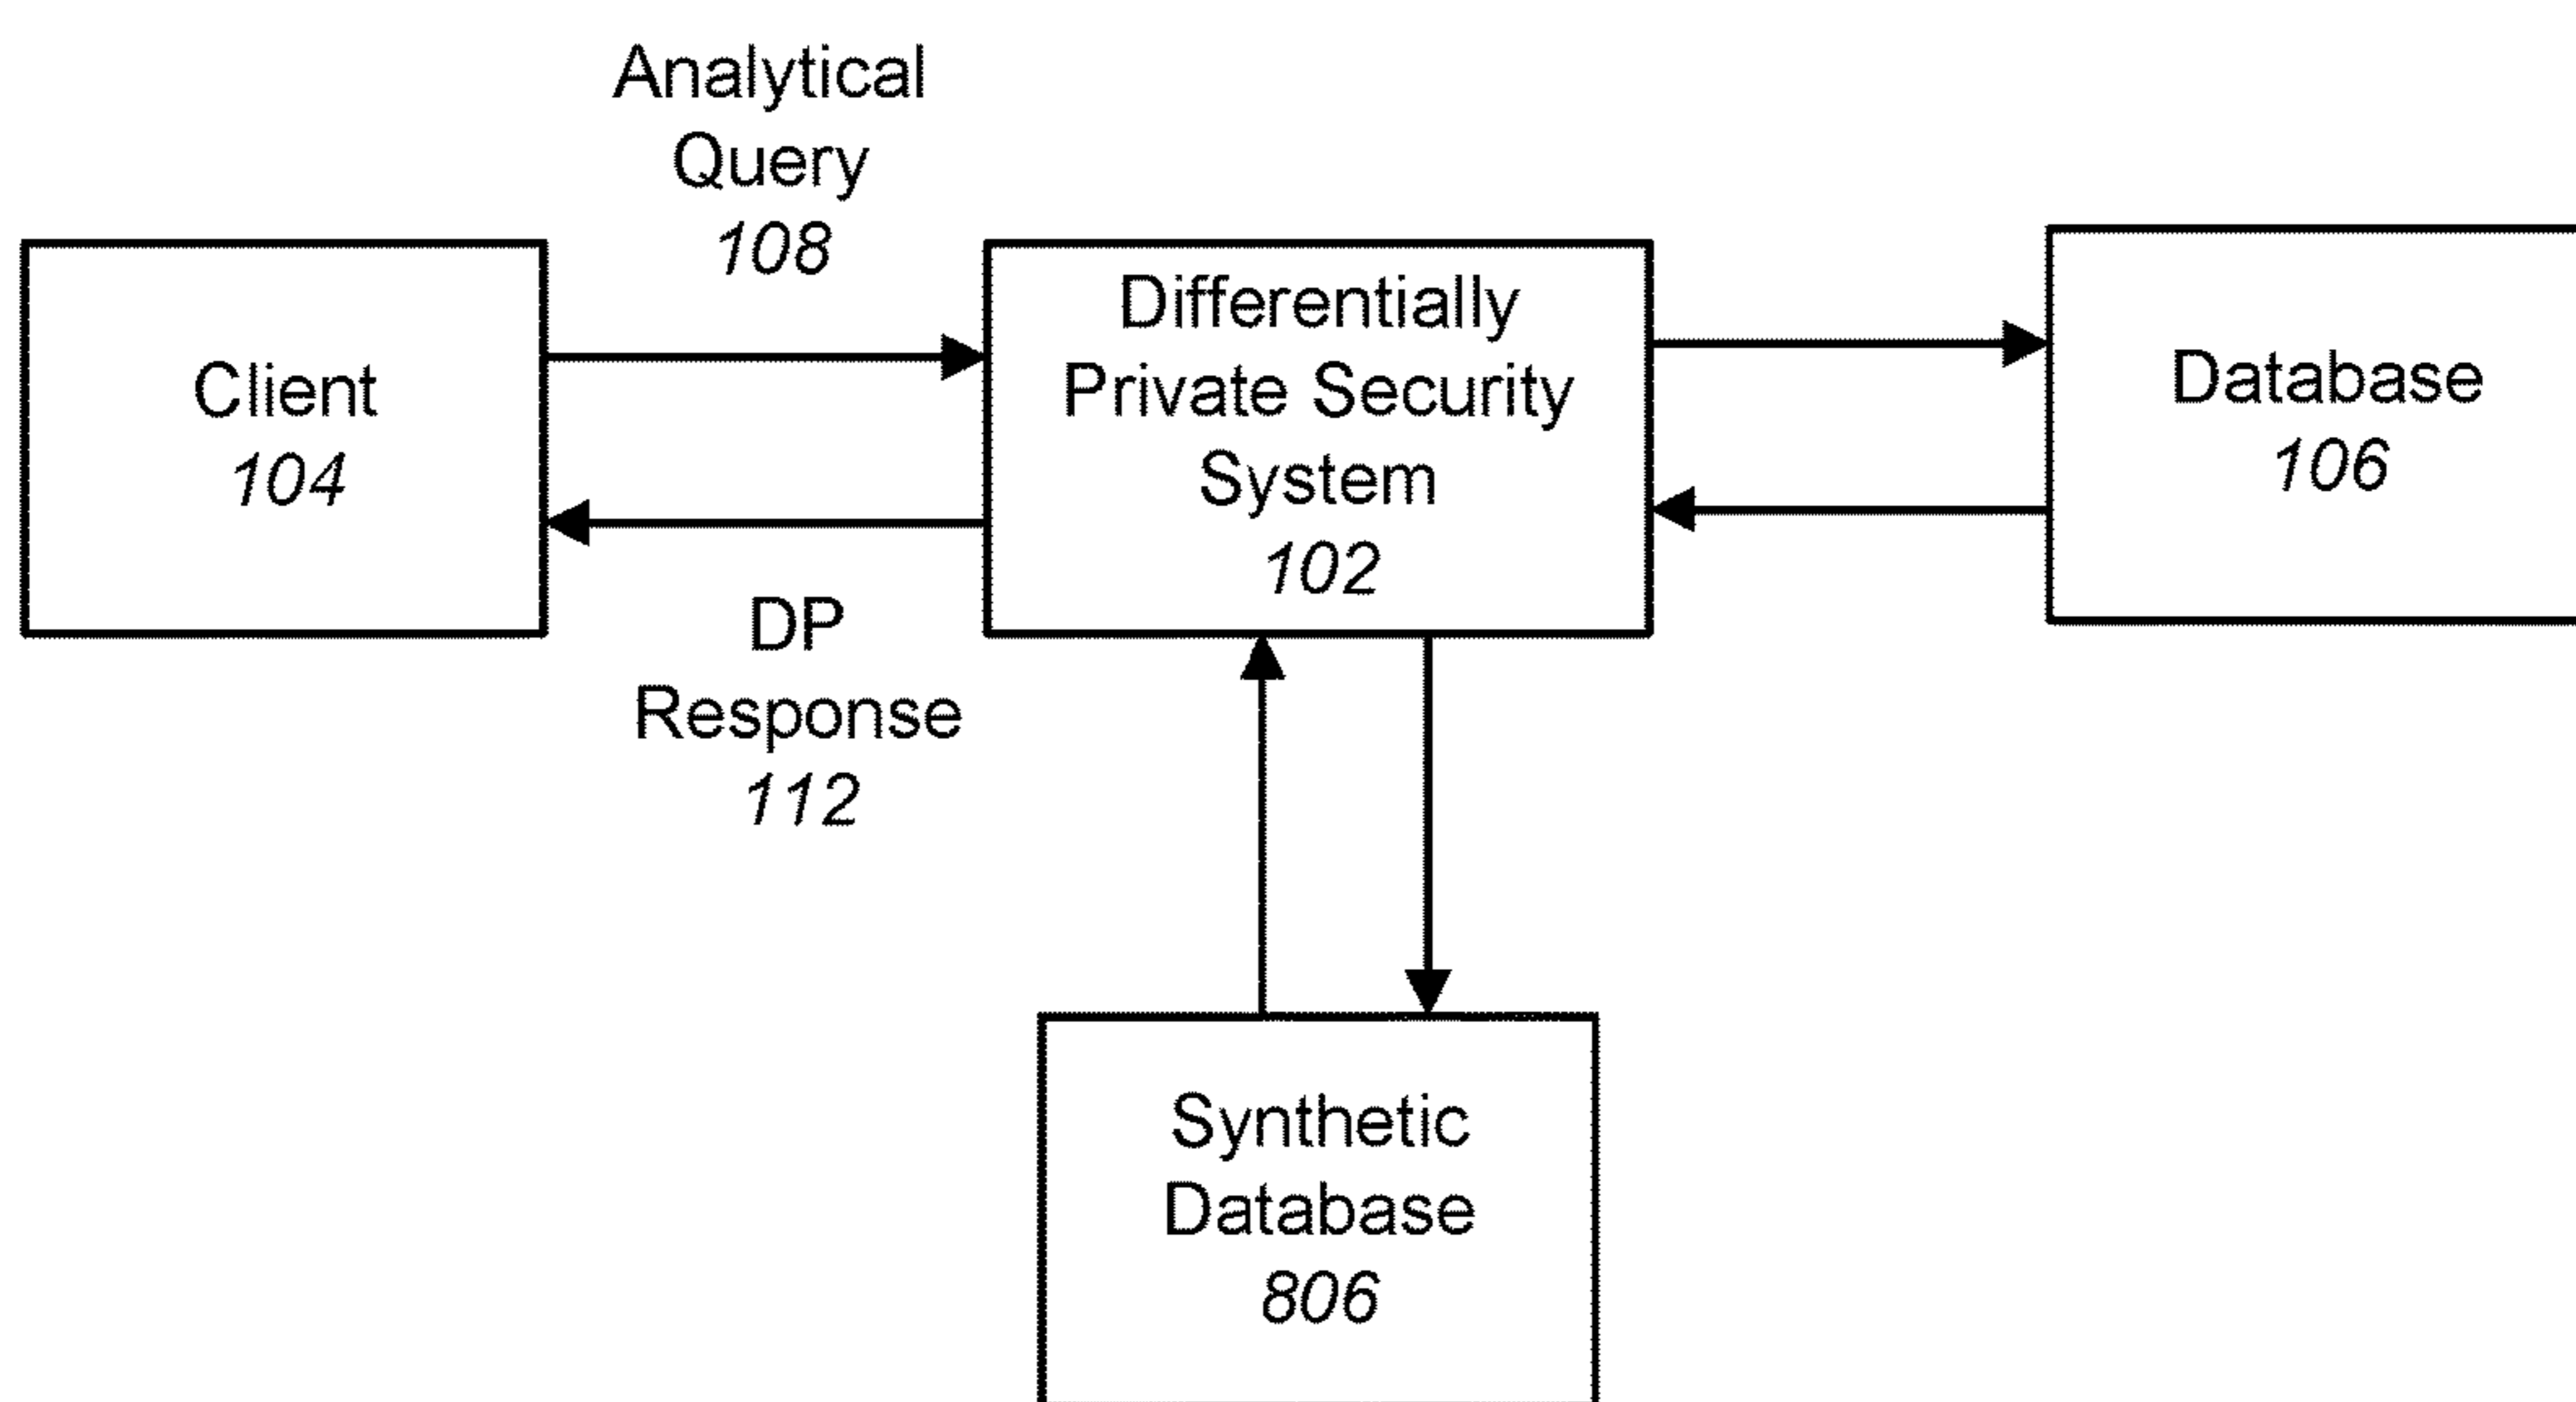 Analytical
Query
108
Client
104
Differentially
Private Security
System
102
Database
106
DP
Response
112
Synthetic
Database
806